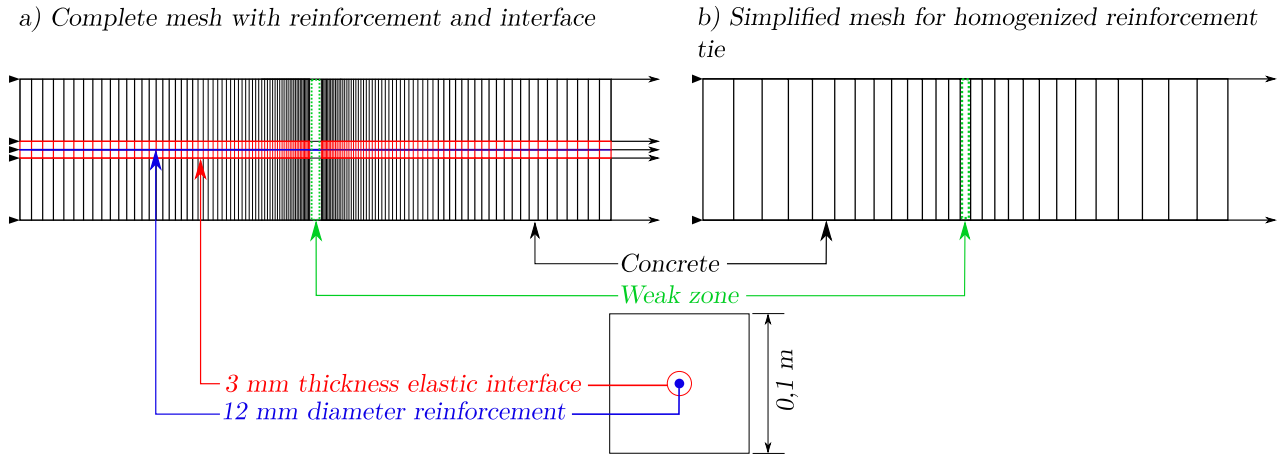 a) Complete mesh with reinforcement and interface
b) Simplified mesh for homogenized reinforcement
tie
Concrete
Weak zone
0,1 m
3 mm thickness elastic interface
12 mm diameter reinforcement